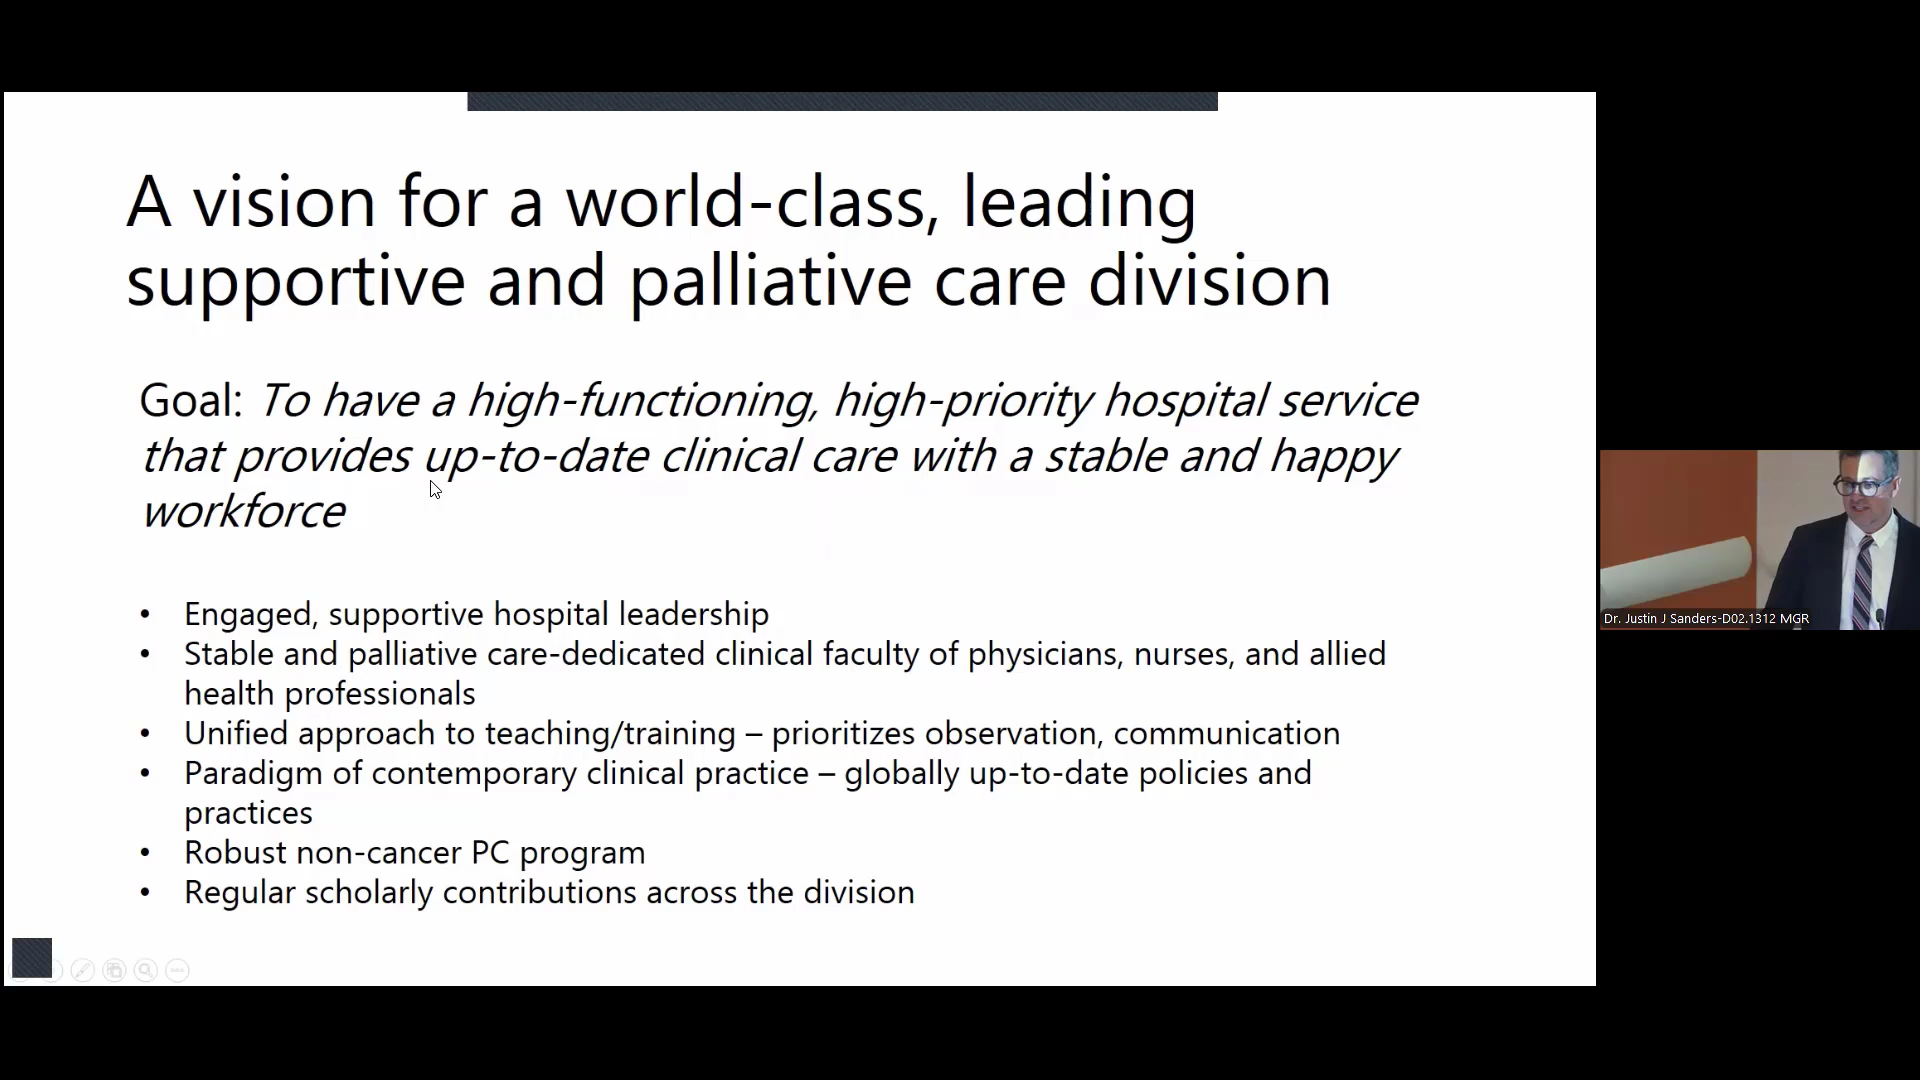 A vision for a world-class, leading
supportive and palliative care division
Goal: To have a high-functioning, high-priority hospital service
that provides up-to-date clinical care with a stable and happy
workforce
• Engaged, supportive hospital leadership
• Stable and palliative care-dedicated clinical faculty of physicians, nurses, and allied
health professionals
• Unified approach to teaching/training – prioritizes observation, communication
• Paradigm of contemporary clinical practice – globally up-to-date policies and
practices
• Robust non-cancer PC program
• Regular scholarly contributions across the division
Dr. Justin J Sanders-D02.1312 MGR